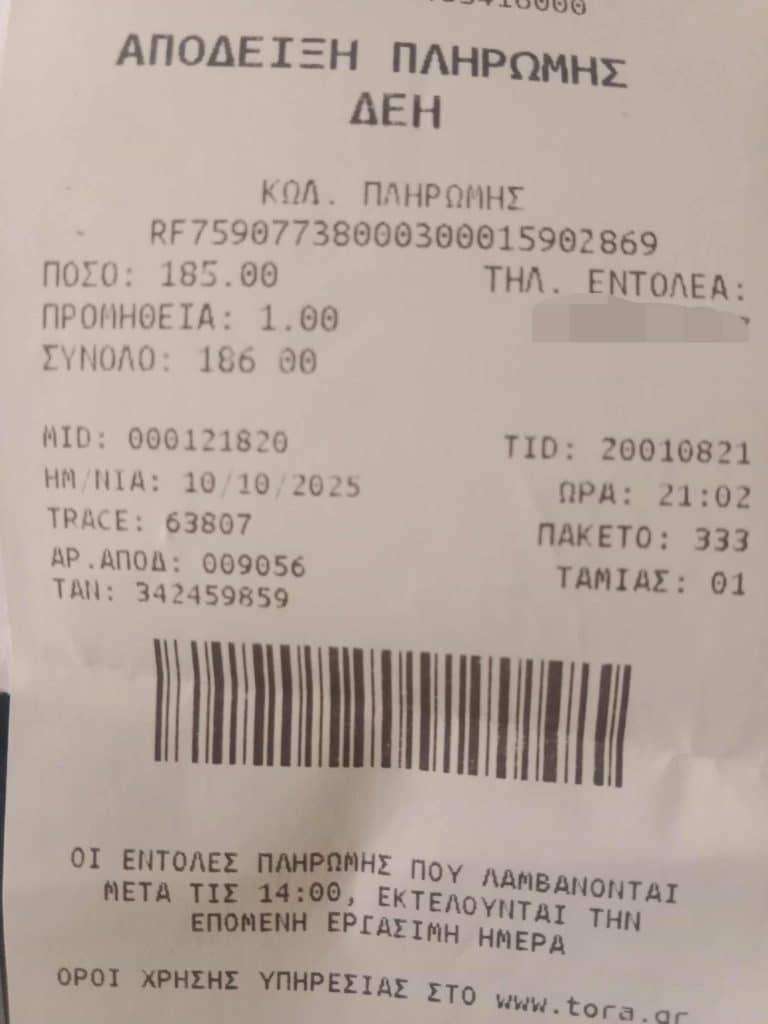 ΑΠΟΔΕΙΞΗ ΠΛΗΡΩΜΗΣ
ΔΕΗ
ΚΩΔ. ΠΛΗΡΩΜΗΣ
RF75907738000300015902869
ΠΟΣΟ: 185.00 ΤΗΛ. ΕΝΤΟΛΕΑ:
ΠΡΟΜΗΘΕΙΑ: 1.00
ΣΥΝΟΛΟ: 186 00
MID: 000121820 TID: 20010821
ΗΜ/ΝΙΑ: 10/10/2025 ΩΡΑ: 21:02
TRACE: 63807 ΠΑΚΕΤΟ: 333
ΑΡ.ΑΠΟΔ: 009056 ΤΑΜΙΑΣ: 01
TAN: 342459859
ΟΙ ΕΝΤΟΛΕΣ ΠΛΗΡΩΜΗΣ ΠΟΥ ΛΑΜΒΑΝΟΝΤΑΙ
ΜΕΤΑ ΤΙΣ 14:00, ΕΚΤΕΛΟΥΝΤΑΙ ΤΗΝ
ΕΠΟΜΕΝΗ ΕΡΓΑΣΙΜΗ ΗΜΕΡΑ
ΟΡΟΙ ΧΡΗΣΗΣ ΥΠΗΡΕΣΙΑΣ ΣΤΟ www.tora.gr